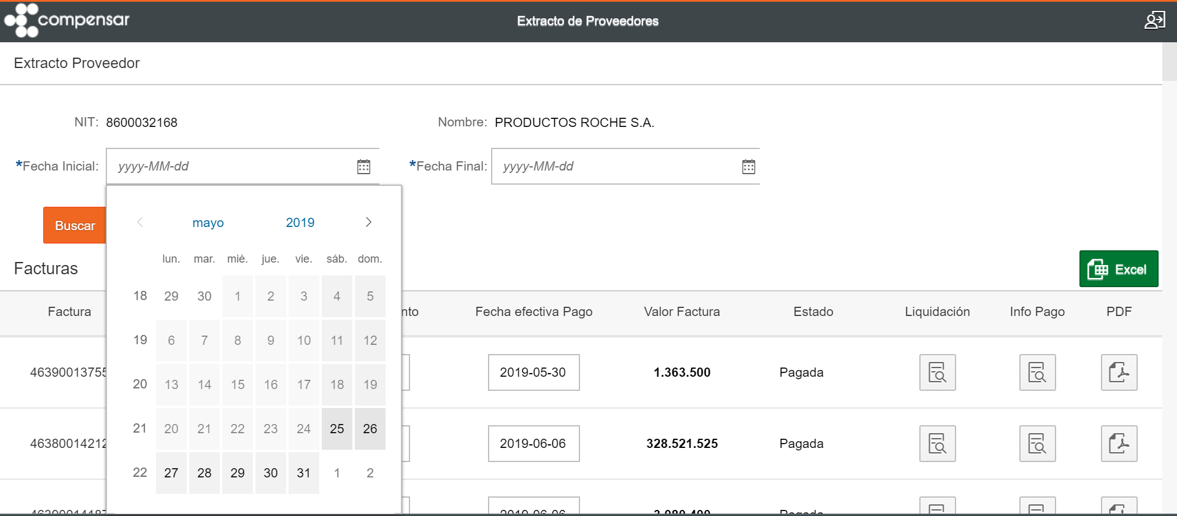 compensar
Extracto de Proveedores
Extracto Proveedor
NIT: 8600032168
Nombre: PRODUCTOS ROCHE S.A.
*Fecha Inicial: yyyy-MM-dd
*Fecha Final: yyyy-MM-dd
Buscar
mayo 2019
lun. mar. mié. jue. vie. sáb. dom.
18 29 30 1 2 3 4 5
19 6 7 8 9 10 11 12
20 13 14 15 16 17 18 19
21 20 21 22 23 24 25 26
22 27 28 29 30 31 1 2
Facturas
Excel
Factura nto Fecha efectiva Pago Valor Factura Estado Liquidación Info Pago PDF
46390013755 2019-05-30 1.363.500 Pagada
46380014212 2019-06-06 328.521.525 Pagada
2019-06-06 Pagada